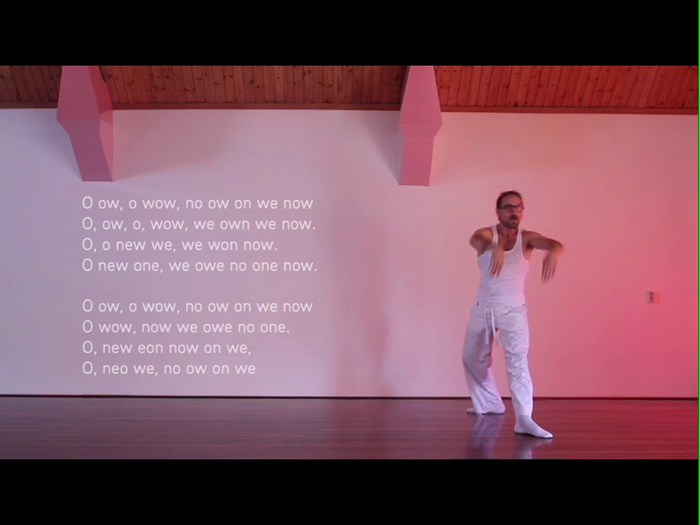 O ow, o wow, no ow on we now
O, ow, o, wow, we own we now.
O, o new we, we won now.
O new one, we owe no one now.
O ow, o wow, no ow on we now
O wow, now we owe no one.
O, new eon now on we,
O, neo we, no ow on we